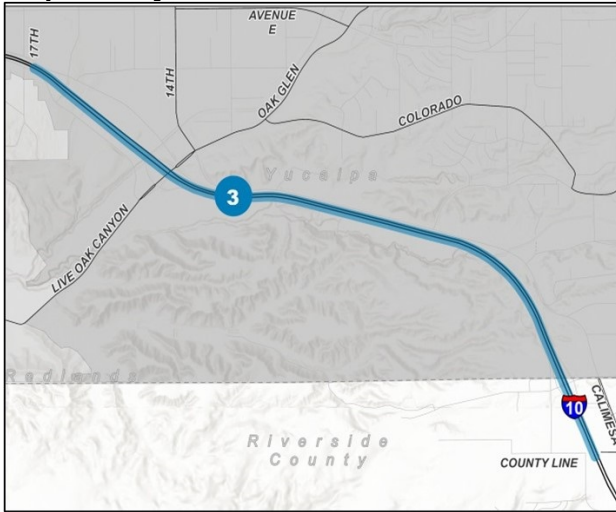 AVENUE
E
17TH
14TH
OAK GLEN
COLORADO
Yucaipa
3
LIVE OAK CANYON
Redlands
10
CALIMESA
Riverside
County
COUNTY LINE